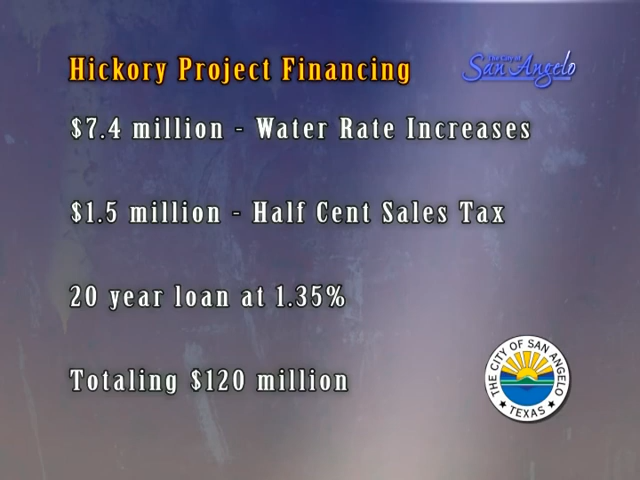 Hickory Project Financing
The City of
San Angelo
$7.4 million - Water Rate Increases
$1.5 million - Half Cent Sales Tax
20 year loan at 1.35%
Totaling $120 million
THE CITY OF SAN ANGELO
TEXAS